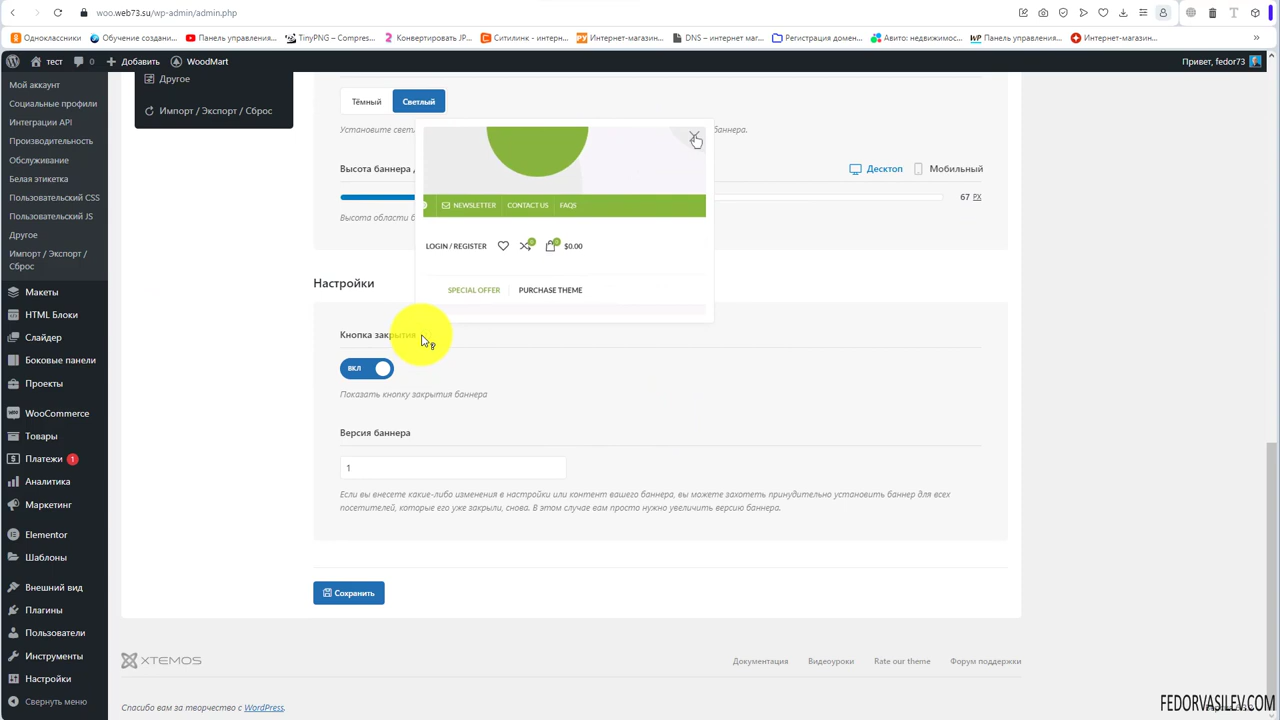 woo.web73.su/wp-admin/admin.php
Одноклассники
Обучение создани...
Панель управления...
TinyPNG – Compres...
Конвертировать JP...
Ситилинк - интерн...
Интернет-магазин...
DNS – интернет маг...
Регистрация домен...
Авито: недвижимос...
Панель управления...
Интернет-магазин...
тест
0
Добавить
WoodMart
Привет, fedor73
Мой аккаунт
Социальные профили
Интеграции API
Производительность
Обслуживание
Белая этикетка
Пользовательский CSS
Пользовательский JS
Другое
Импорт / Экспорт /
Сброс
Макеты
HTML Блоки
Слайдер
Боковые панели
Проекты
WooCommerce
Товары
Платежи 1
Аналитика
Маркетинг
Elementor
Шаблоны
Внешний вид
Плагины
Пользователи
Инструменты
Настройки
Свернуть меню
Другое
Импорт / Экспорт / Сброс
Тёмный
Светлый
Установите светл
баннера.
Высота баннера
Десктоп
Мобильный
67 PX
Высота области б
NEWSLETTER
CONTACT US
FAQS
LOGIN / REGISTER
0
0
$0.00
SPECIAL OFFER
PURCHASE THEME
Настройки
Кнопка закрытия
ВКЛ
Показать кнопку закрытия баннера
Версия баннера
1
Если вы внесете какие-либо изменения в настройки или контент вашего баннера, вы можете захотеть принудительно установить баннер для всех
посетителей, которые его уже закрыли, снова. В этом случае вам просто нужно увеличить версию баннера.
Сохранить
XTEMOS
Документация
Видеоуроки
Rate our theme
Форум поддержки
Спасибо вам за творчество с WordPress.
FEDORVASILEV.COM